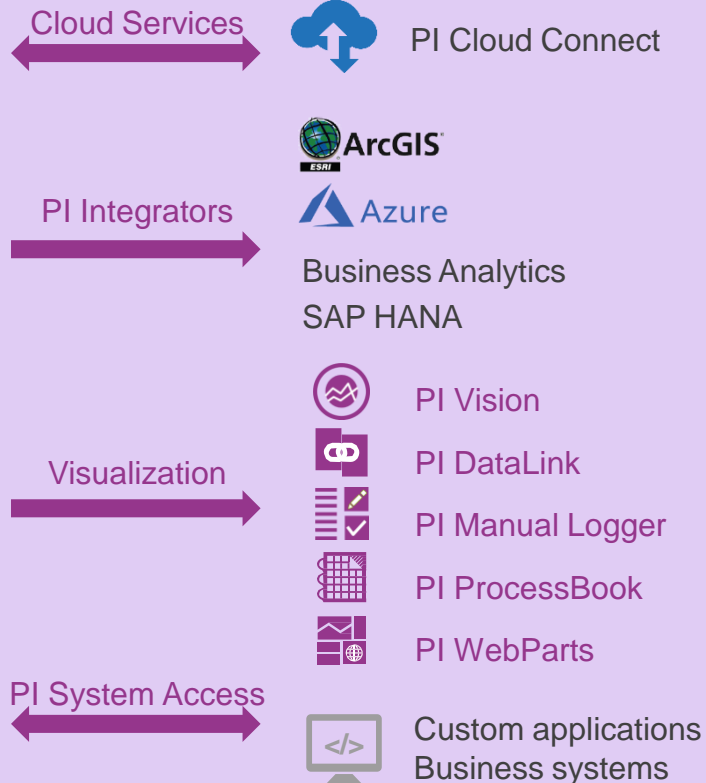 Cloud Services
PI Cloud Connect
ArcGIS
ESRI
PI Integrators
Azure
Business Analytics
SAP HANA
PI Vision
PI DataLink
Visualization
PI Manual Logger
PI ProcessBook
PI WebParts
PI System Access
</>
Custom applications
Business systems